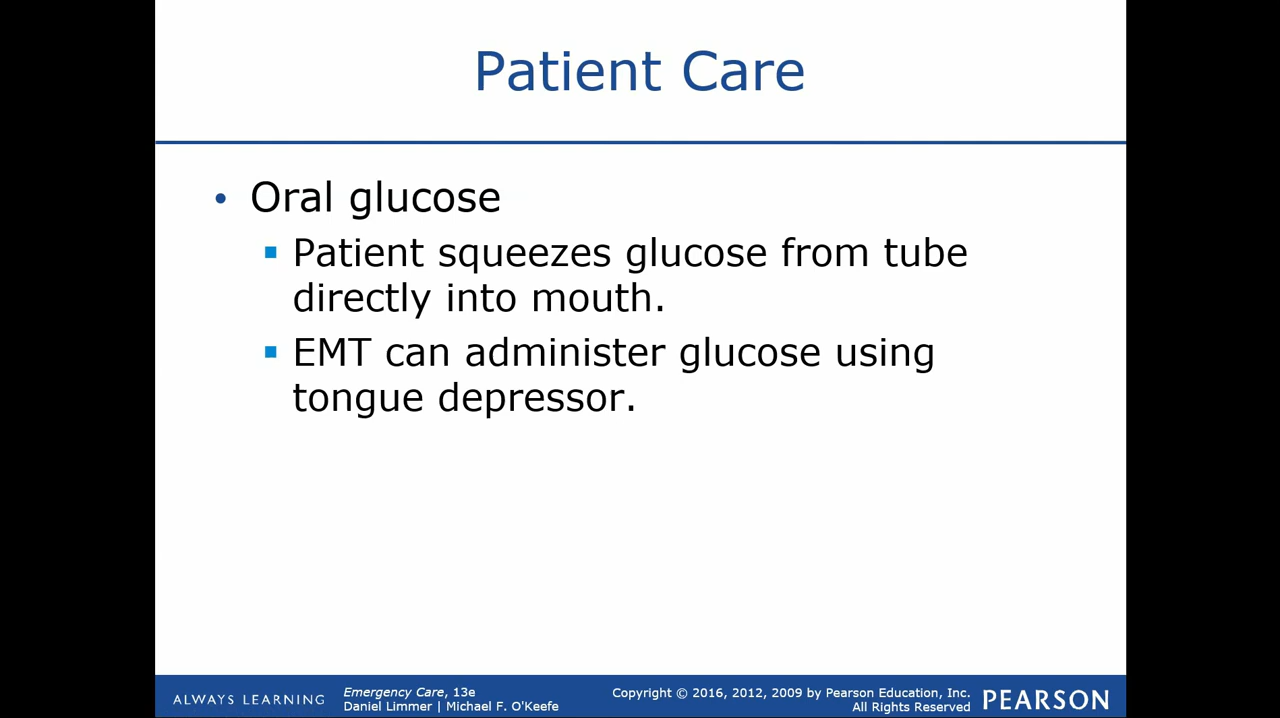 Patient Care
• Oral glucose
▪ Patient squeezes glucose from tube
directly into mouth.
▪ EMT can administer glucose using
tongue depressor.
ALWAYS LEARNING
Emergency Care, 13e
Daniel Limmer | Michael F. O'Keefe
Copyright © 2016, 2012, 2009 by Pearson Education, Inc.
All Rights Reserved
PEARSON